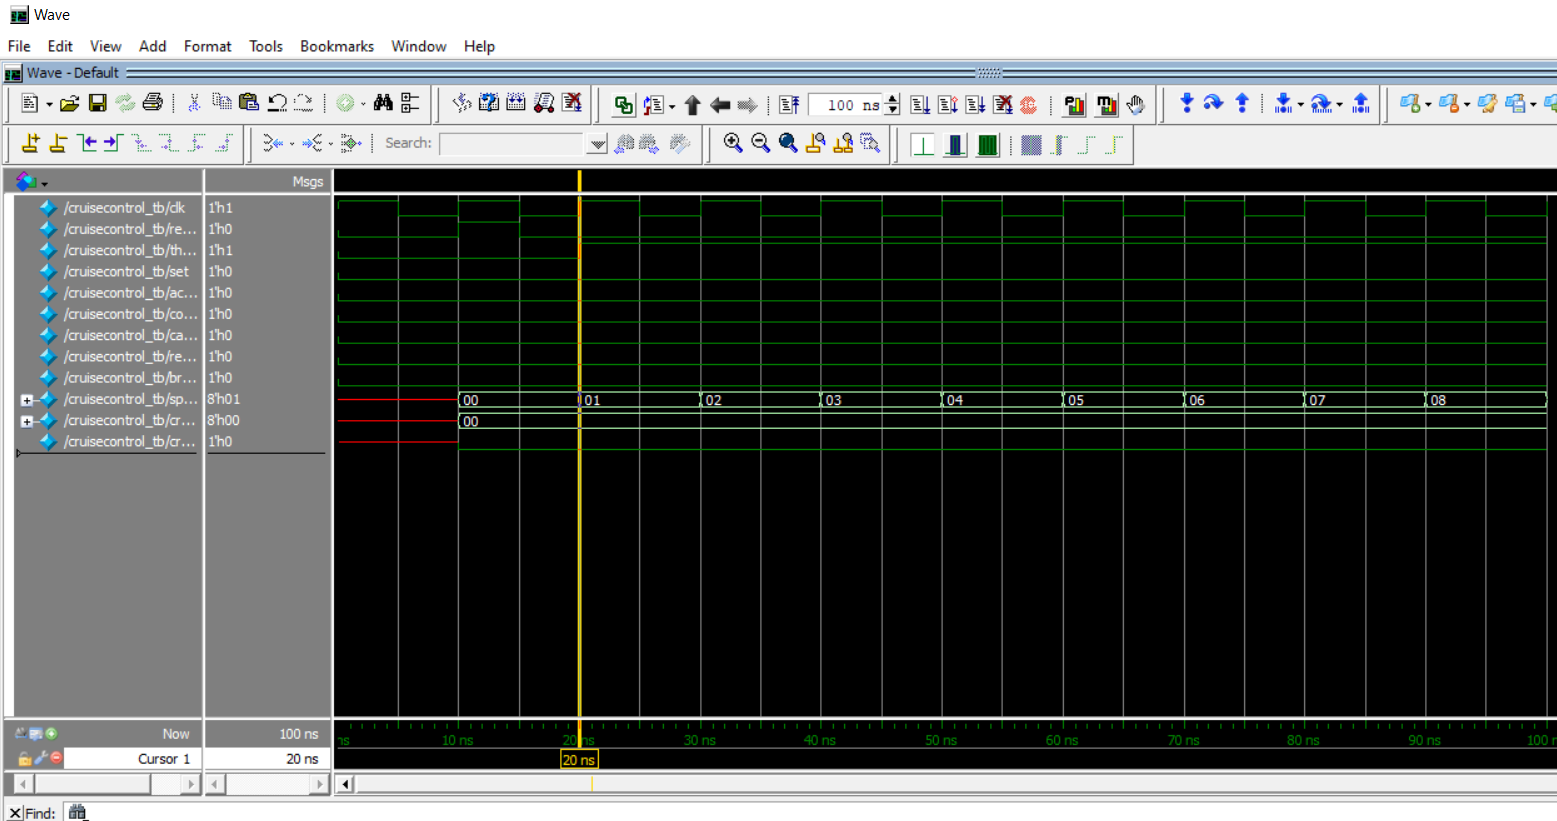 Wave
File Edit View Add Format Tools Bookmarks Window Help
Wave - Default
100 ns
Search:
Msgs
/cruisecontrol_tb/clk 1'h1
/cruisecontrol_tb/re... 1'h0
/cruisecontrol_tb/th... 1'h1
/cruisecontrol_tb/set 1'h0
/cruisecontrol_tb/ac... 1'h0
/cruisecontrol_tb/co... 1'h0
/cruisecontrol_tb/ca... 1'h0
/cruisecontrol_tb/re... 1'h0
/cruisecontrol_tb/br... 1'h0
/cruisecontrol_tb/sp... 8'h01 00 01 02 03 04 05 06 07 08
/cruisecontrol_tb/cr... 8'h00 00
/cruisecontrol_tb/cr... 1'h0
Now 100 ns ns 10 ns 20 ns 30 ns 40 ns 50 ns 60 ns 70 ns 80 ns 90 ns 100
Cursor 1 20 ns 20 ns
Find: